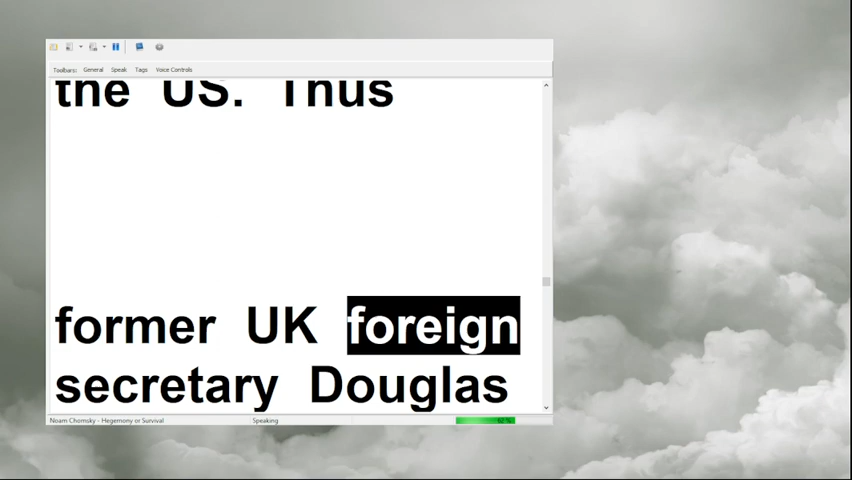 Toolbars: General Speak Tags Voice Controls
the US. Thus
former UK foreign
secretary Douglas
Noam Chomsky - Hegemony or Survival Speaking 62 %